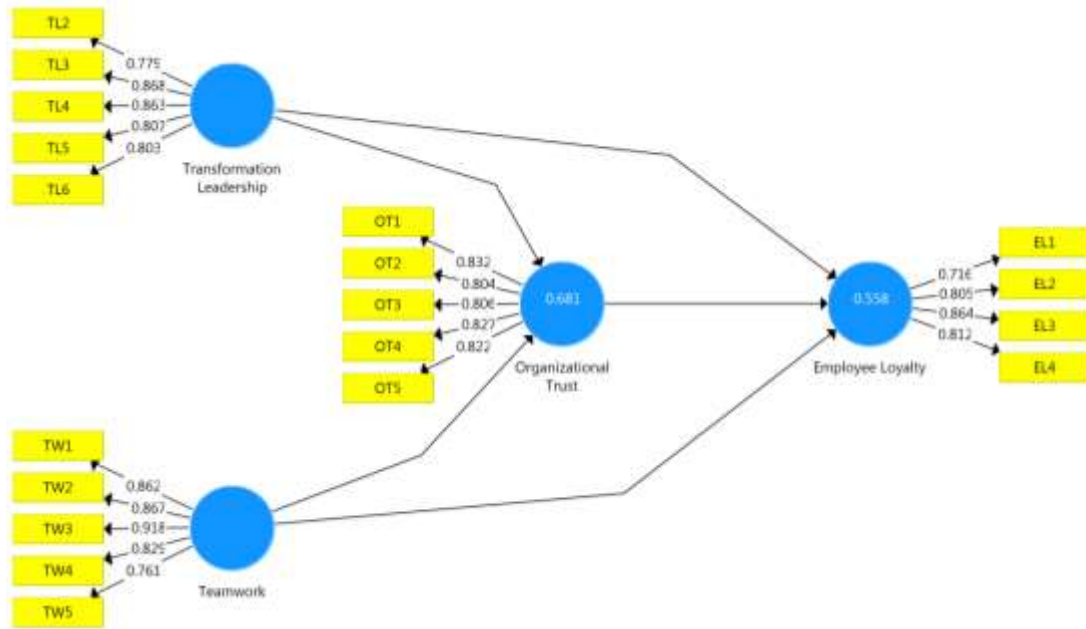 TL2
TL3
TL4
TL5
TL6
0.775
0.868
0.863
0.807
0.803
Transformation
Leadership
OT1
OT2
OT3
OT4
OT5
0.832
0.804
0.806
0.827
0.822
0.681
Organizational
Trust
0.558
Employee Loyalty
0.716
0.805
0.864
0.812
EL1
EL2
EL3
EL4
TW1
TW2
TW3
TW4
TW5
0.862
0.867
0.918
0.829
0.761
Teamwork